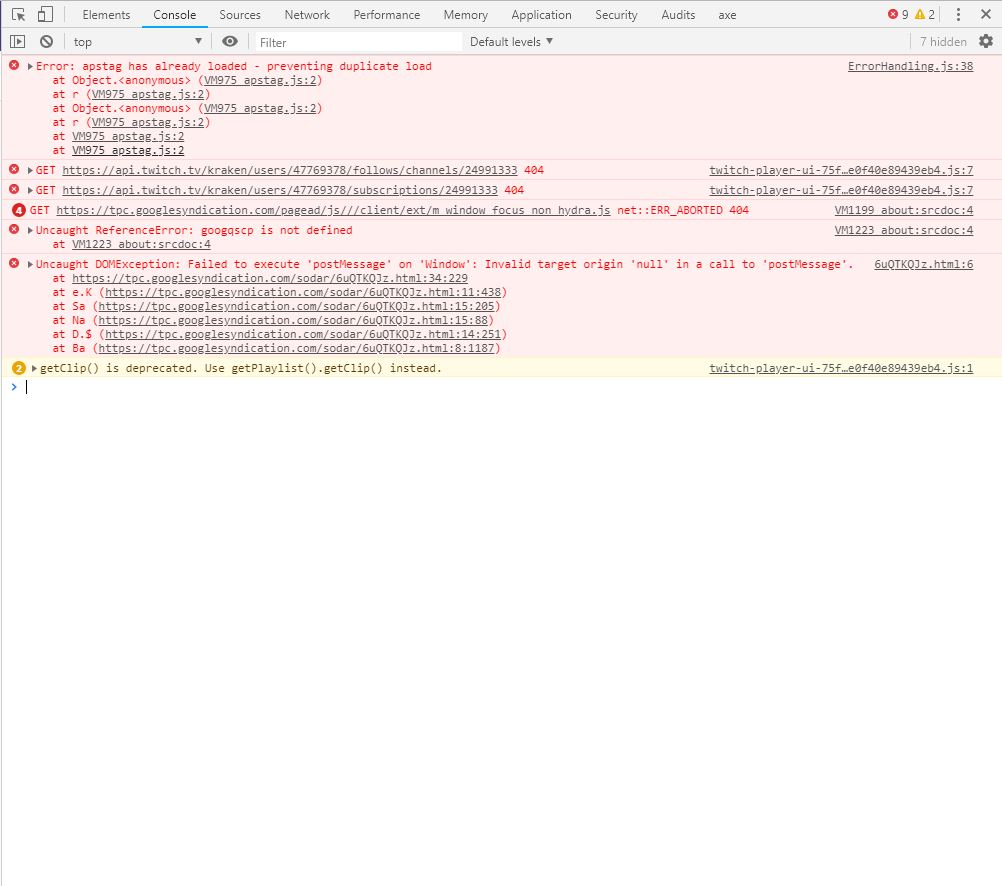 Elements Console Sources Network Performance Memory Application Security Audits axe 9 2
top Filter Default levels 7 hidden
Error: apstag has already loaded - preventing duplicate load ErrorHandling.js:38
at Object.<anonymous> (VM975 apstag.js:2)
at r (VM975 apstag.js:2)
at Object.<anonymous> (VM975 apstag.js:2)
at r (VM975 apstag.js:2)
at VM975 apstag.js:2
at VM975 apstag.js:2
GET https://api.twitch.tv/kraken/users/47769378/follows/channels/24991333 404 twitch-player-ui-75f…e0f40e89439eb4.js:7
GET https://api.twitch.tv/kraken/users/47769378/subscriptions/24991333 404 twitch-player-ui-75f…e0f40e89439eb4.js:7
4 GET https://tpc.googlesyndication.com/pagead/js///client/ext/m_window_focus_non_hydra.js net::ERR_ABORTED 404 VM1199 about:srcdoc:4
Uncaught ReferenceError: googqscp is not defined VM1223 about:srcdoc:4
at VM1223 about:srcdoc:4
Uncaught DOMException: Failed to execute 'postMessage' on 'Window': Invalid target origin 'null' in a call to 'postMessage'. 6uQTKQJz.html:6
at https://tpc.googlesyndication.com/sodar/6uQTKQJz.html:34:229
at e.K (https://tpc.googlesyndication.com/sodar/6uQTKQJz.html:11:438)
at Sa (https://tpc.googlesyndication.com/sodar/6uQTKQJz.html:15:205)
at Na (https://tpc.googlesyndication.com/sodar/6uQTKQJz.html:15:88)
at D.$ (https://tpc.googlesyndication.com/sodar/6uQTKQJz.html:14:251)
at Ba (https://tpc.googlesyndication.com/sodar/6uQTKQJz.html:8:1187)
2 getClip() is deprecated. Use getPlaylist().getClip() instead. twitch-player-ui-75f…e0f40e89439eb4.js:1